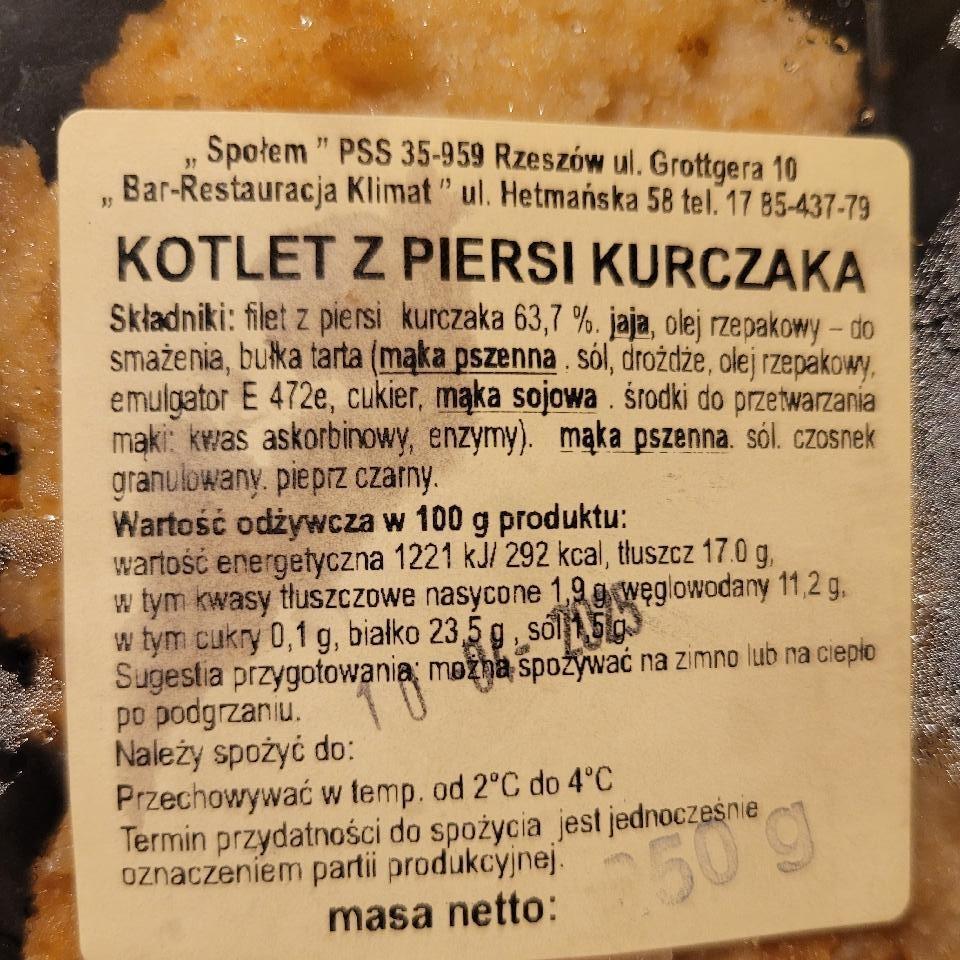 „ Społem ” PSS 35-959 Rzeszów ul. Grottgera 10
„ Bar-Restauracja Klimat ” ul. Hetmańska 58 tel. 17 85-437-79
KOTLET Z PIERSI KURCZAKA
Składniki: filet z piersi kurczaka 63,7 %. jaja, olej rzepakowy – do
smażenia, bułka tarta (mąka pszenna . sól, drożdże, olej rzepakowy,
emulgator E 472e, cukier, mąka sojowa . środki do przetwarzania
mąki: kwas askorbinowy, enzymy). mąka pszenna. sól. czosnek
granulowany. pieprz czarny.
Wartość odżywcza w 100 g produktu:
wartość energetyczna 1221 kJ/ 292 kcal, tłuszcz 17.0 g,
w tym kwasy tłuszczowe nasycone 1,9 g, węglowodany 11,2 g,
w tym cukry 0,1 g, białko 23,5 g , sól 1,5 g.
Sugestia przygotowania: można spożywać na zimno lub na ciepło
po podgrzaniu.
Należy spożyć do:
Przechowywać w temp. od 2°C do 4°C
Termin przydatności do spożycia jest jednocześnie
oznaczeniem partii produkcyjnej.
masa netto: